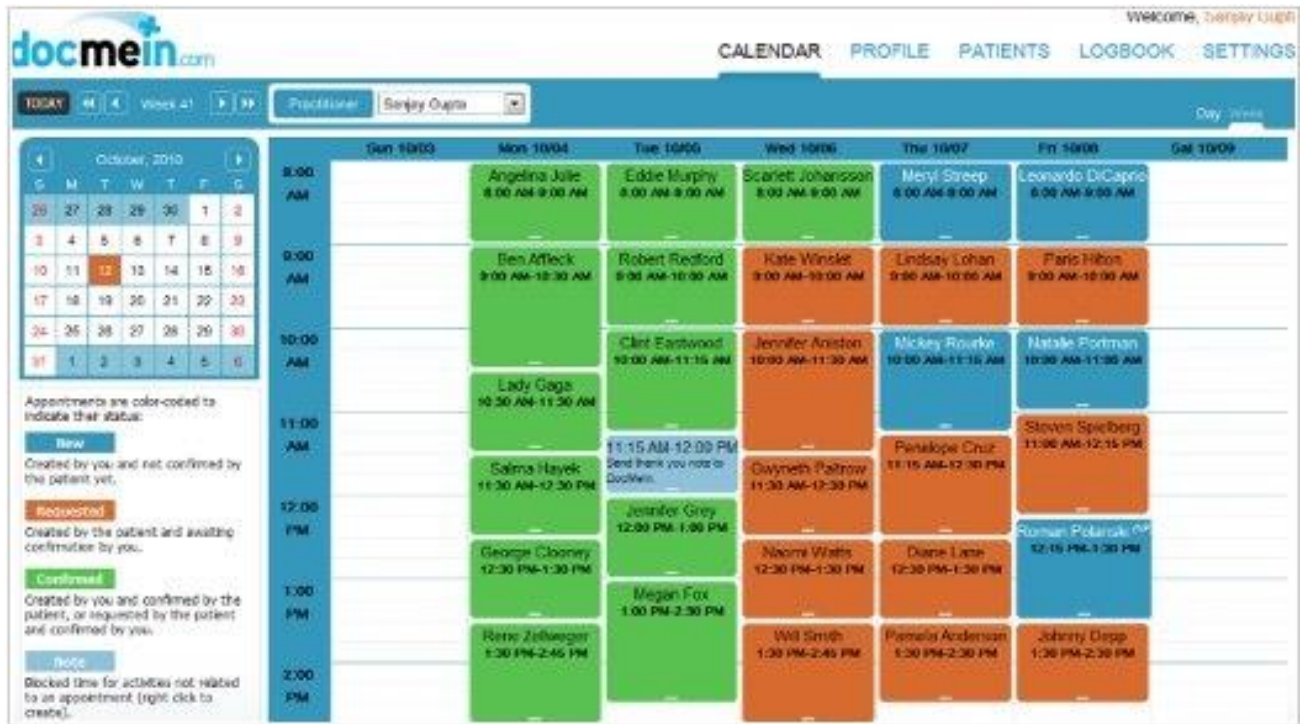 docmein.com
Welcome, Sanjay Gupt
CALENDAR PROFILE PATIENTS LOGBOOK SETTINGS
TODAY Week 41 Practitioner Sanjay Gupta
Day Week
October, 2010
S M T W T F S
26 27 28 29 30 1 2
3 4 5 6 7 8 9
10 11 12 13 14 15 16
17 18 19 20 21 22 23
24 25 26 27 28 29 30
31 1 2 3 4 5 6
Appointments are color-coded to
indicate their status:
New
Created by you and not confirmed by
the patient yet.
Requested
Created by the patient and awaiting
confirmation by you.
Confirmed
Created by you and confirmed by the
patient, or requested by the patient
and confirmed by you.
Note
Blocked time for activities not related
to an appointment (right click to
create).
Sun 10/03 Mon 10/04 Tue 10/05 Wed 10/06 Thu 10/07 Fri 10/08 Sat 10/09
8:00
AM
9:00
AM
10:00
AM
11:00
AM
12:00
PM
1:00
PM
2:00
PM
Angelina Jolie
8:00 AM-9:00 AM
Ben Affleck
9:00 AM-10:30 AM
Lady Gaga
10:30 AM-11:30 AM
Salma Hayek
11:30 AM-12:30 PM
George Clooney
12:30 PM-1:30 PM
Rene Zellweger
1:30 PM-2:45 PM
Eddie Murphy
8:00 AM-9:00 AM
Robert Redford
9:00 AM-10:00 AM
Clint Eastwood
10:00 AM-11:15 AM
11:15 AM-12:00 PM
Send thank you note to
DocMein.
Jennifer Grey
12:00 PM-1:00 PM
Megan Fox
1:00 PM-2:30 PM
Scarlett Johansson
8:00 AM-9:00 AM
Kate Winslet
9:00 AM-10:00 AM
Jennifer Aniston
10:00 AM-11:30 AM
Gwyneth Paltrow
11:30 AM-12:30 PM
Naomi Watts
12:30 PM-1:30 PM
Will Smith
1:30 PM-2:45 PM
Meryl Streep
8:00 AM-9:00 AM
Lindsay Lohan
9:00 AM-10:00 AM
Mickey Rourke
10:00 AM-11:15 AM
Penelope Cruz
11:15 AM-12:30 PM
Diane Lane
12:30 PM-1:30 PM
Pamela Anderson
1:30 PM-2:30 PM
Leonardo DiCaprio
8:00 AM-9:00 AM
Paris Hilton
9:00 AM-10:00 AM
Natalie Portman
10:00 AM-11:00 AM
Steven Spielberg
11:00 AM-12:15 PM
Roman Polanski
12:15 PM-1:30 PM
Johnny Depp
1:30 PM-2:30 PM